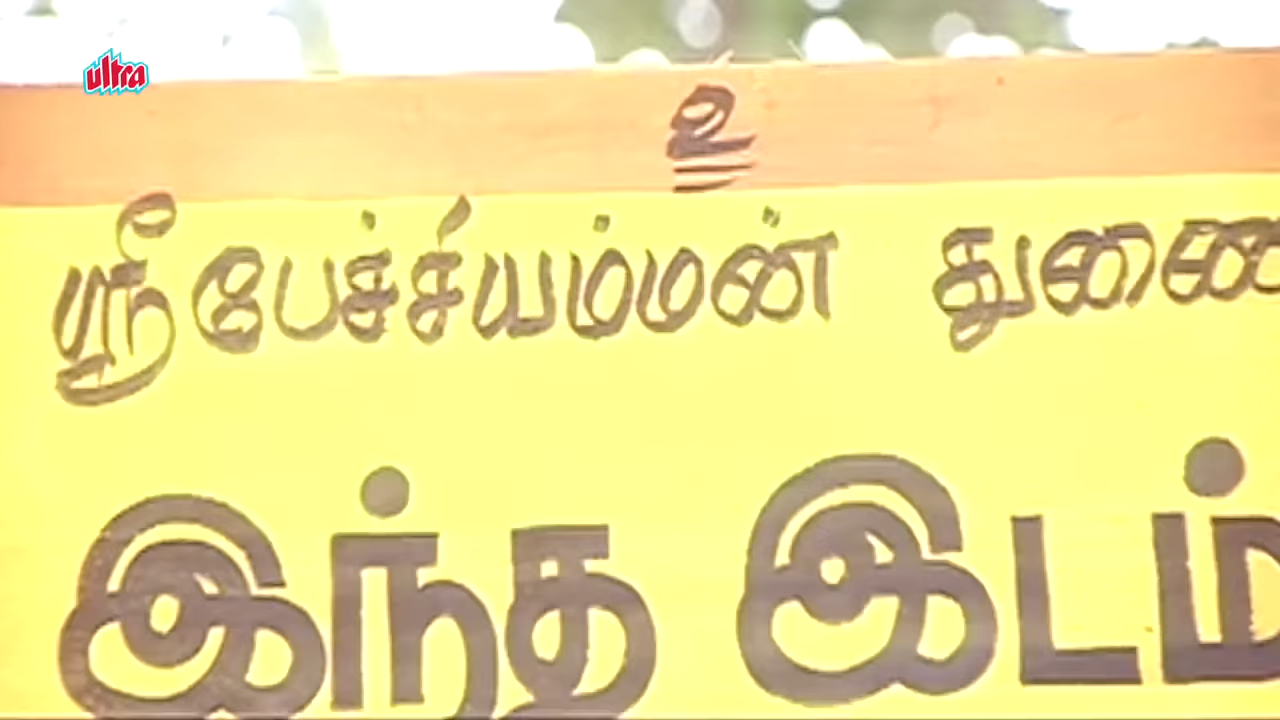 ultra
உ
ஸ்ரீ பேச்சியம்மன் துணை
இந்த இடம்